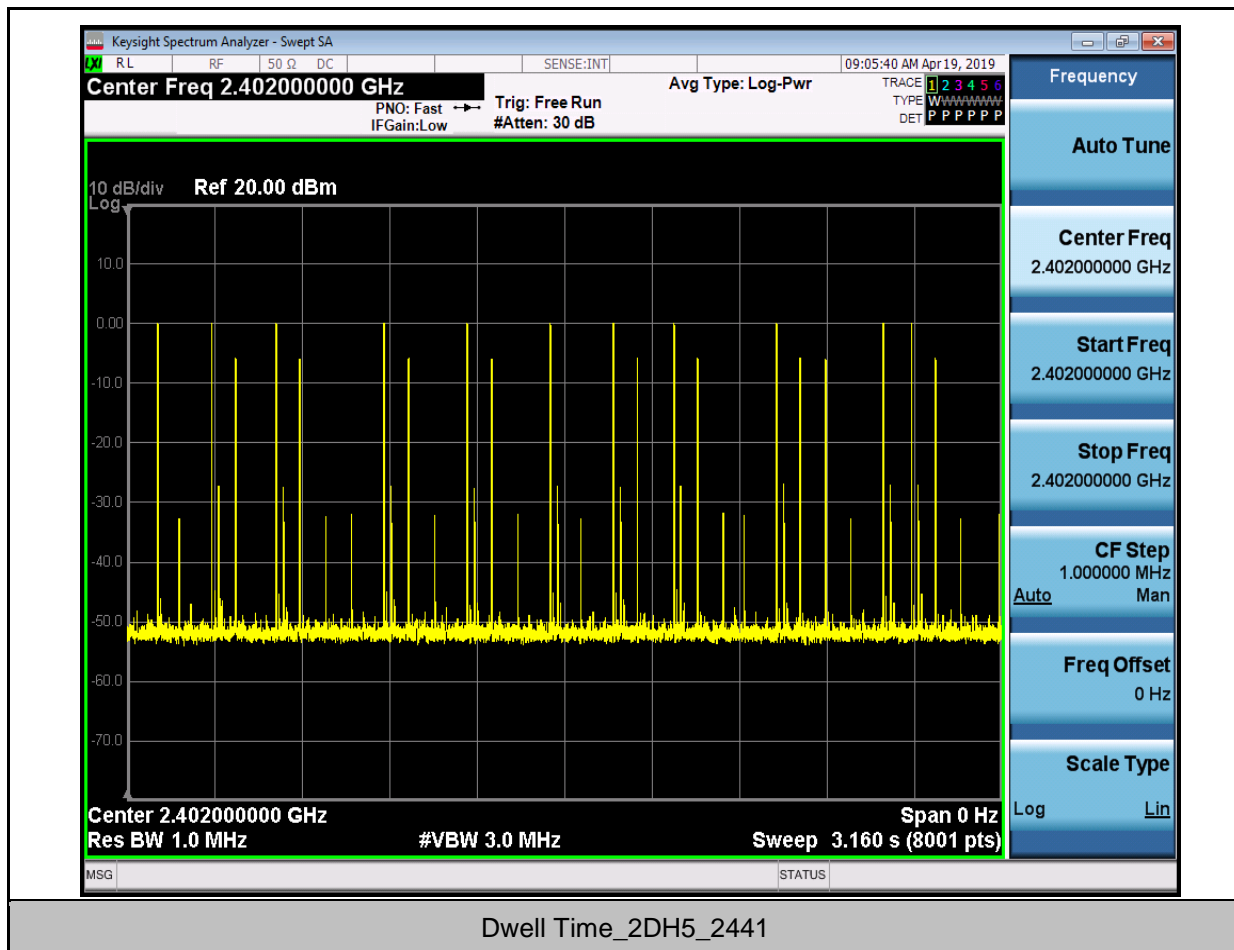 Keysight Spectrum Analyzer - Swept SA
LXI RL RF 50 Ω DC SENSE:INT 09:05:40 AM Apr 19, 2019
Center Freq 2.402000000 GHz
PNO: Fast
IFGain:Low
Trig: Free Run
#Atten: 30 dB
Avg Type: Log-Pwr
TRACE 1 2 3 4 5 6
TYPE WWWWWW
DET P P P P P P
10 dB/div Ref 20.00 dBm
Log
10.0
0.00
-10.0
-20.0
-30.0
-40.0
-50.0
-60.0
-70.0
Center 2.402000000 GHz Span 0 Hz
Res BW 1.0 MHz #VBW 3.0 MHz Sweep 3.160 s (8001 pts)
MSG STATUS
Frequency
Auto Tune
Center Freq
2.402000000 GHz
Start Freq
2.402000000 GHz
Stop Freq
2.402000000 GHz
CF Step
1.000000 MHz
Auto Man
Freq Offset
0 Hz
Scale Type
Log Lin
Dwell Time_2DH5_2441